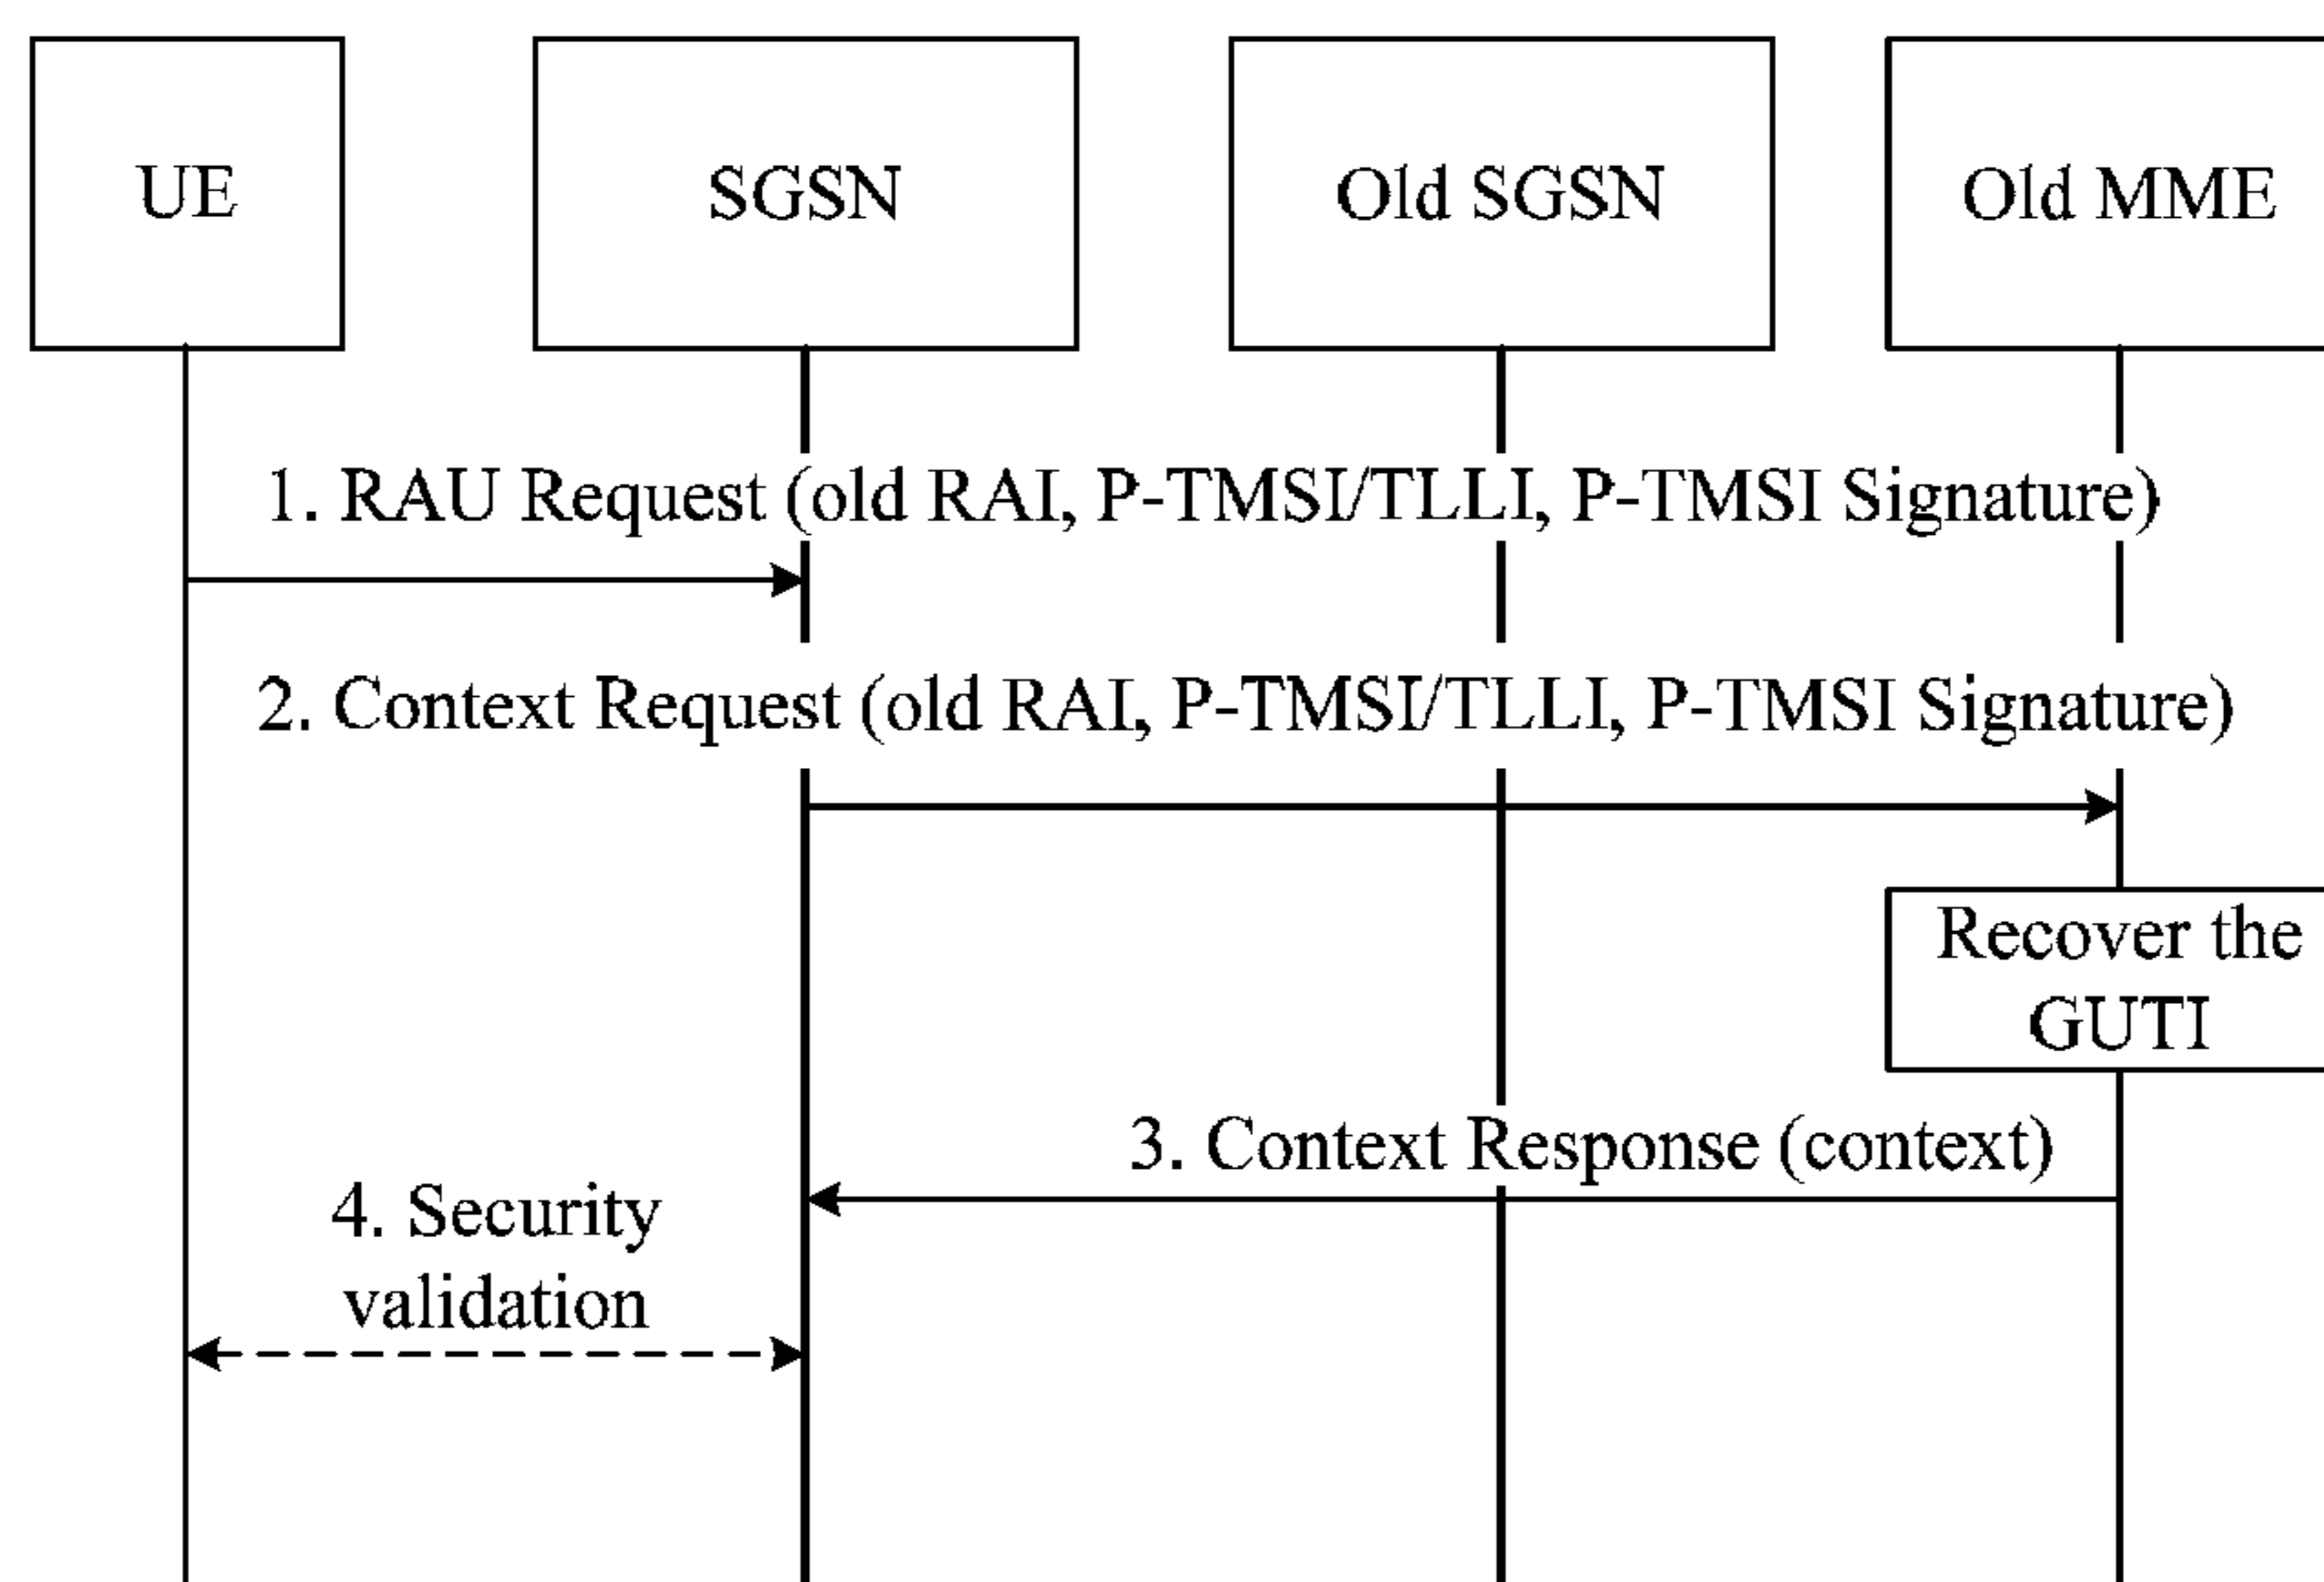 UE
SGSN
Old SGSN
Old MME
1. RAU Request (old RAI, P-TMSI/TLLI, P-TMSI Signature)
2. Context Request (old RAI, P-TMSI/TLLI, P-TMSI Signature)
Recover the
GUTI
3. Context Response (context)
4. Security
validation